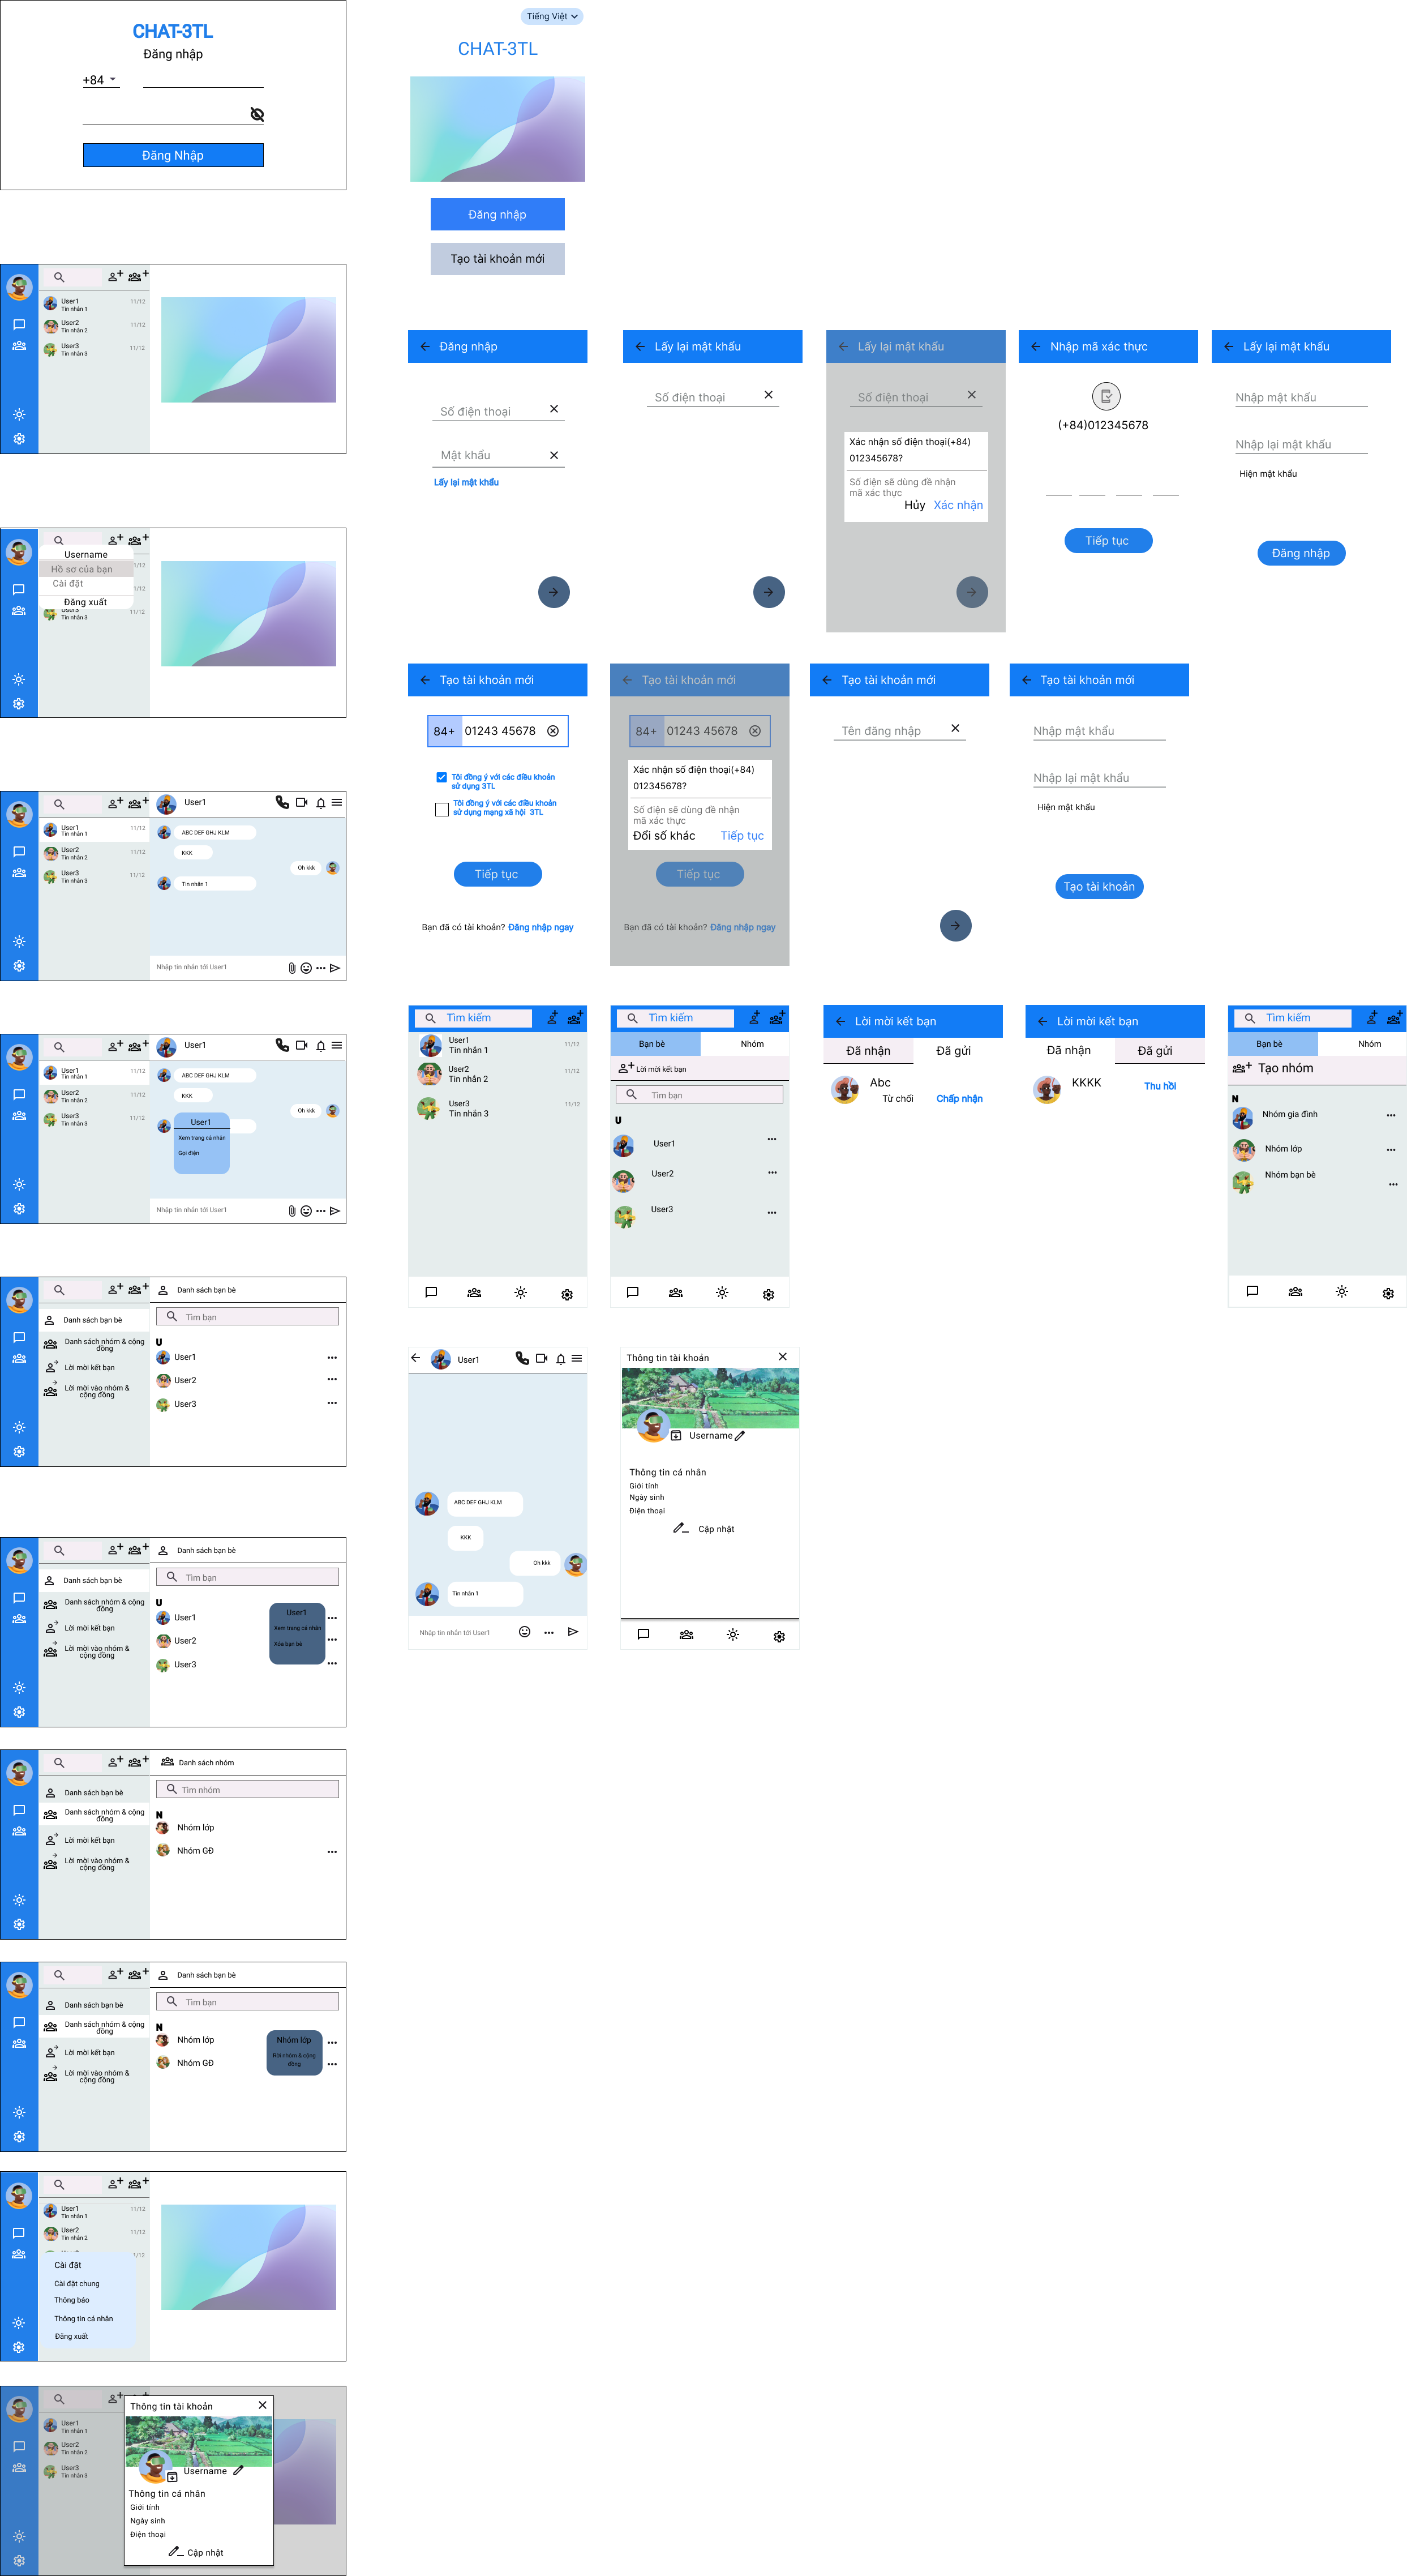 CHAT-3TL
Đăng nhập
+84
Đăng Nhập
User1
11/12
Tin nhắn 1
User2
11/12
Tin nhắn 2
User3
11/12
Tin nhắn 3
Username
Hồ sơ của bạn
1/12
Cài đặt
1/12
Đăng xuất
User3
11/12
Tin nhắn 3
User1
User1
11/12
Tin nhắn 1
ABC DEF GHJ KLM
User2
11/12
Tin nhắn 2
KKK
User3
11/12
Tin nhắn 3
Oh kkk
Tin nhắn 1
Nhập tin nhắn tới User1
User1
User1
11/12
Tin nhắn 1
ABC DEF GHJ KLM
User2
11/12
Tin nhắn 2
KKK
User3
11/12
Tin nhắn 3
Oh kkk
User1
Xem trang cá nhân
Gọi điện
Nhập tin nhắn tới User1
Danh sách bạn bè
Danh sách bạn bè
Danh sách nhóm & cộng
đồng
Lời mời kết bạn
Lời mời vào nhóm &
cộng đồng
Tìm bạn
U
User1
User2
User3
Danh sách bạn bè
Danh sách bạn bè
Danh sách nhóm & cộng
đồng
Lời mời kết bạn
Lời mời vào nhóm &
cộng đồng
Tìm bạn
U
User1
User2
User3
User1
Xem trang cá nhân
Xóa bạn bè
Danh sách nhóm
Danh sách bạn bè
Danh sách nhóm & cộng
đồng
Lời mời kết bạn
Lời mời vào nhóm &
cộng đồng
Tìm nhóm
N
Nhóm lớp
Nhóm GĐ
Danh sách bạn bè
Danh sách bạn bè
Danh sách nhóm & cộng
đồng
Lời mời kết bạn
Lời mời vào nhóm &
cộng đồng
Tìm bạn
N
Nhóm lớp
Nhóm GĐ
Nhóm lớp
Rời nhóm & cộng
đồng
User1
11/12
Tin nhắn 1
User2
11/12
Tin nhắn 2
1/12
Cài đặt
Cài đặt chung
Thông báo
Thông tin cá nhân
Đăng xuất
User1
Tin nhắn 1
User2
Tin nhắn 2
User3
Tin nhắn 3
Thông tin tài khoản
Username
Thông tin cá nhân
Giới tính
Ngày sinh
Điện thoại
Cập nhật
Tiếng Việt
CHAT-3TL
Đăng nhập
Tạo tài khoản mới
Đăng nhập
Số điện thoại
Mật khẩu
Lấy lại mật khẩu
Lấy lại mật khẩu
Số điện thoại
Lấy lại mật khẩu
Số điện thoại
Xác nhận số điện thoại(+84)
012345678?
Số điện sẽ dùng đề nhận
mã xác thực
Hủy Xác nhận
Nhập mã xác thực
(+84)012345678
Tiếp tục
Lấy lại mật khẩu
Nhập mật khẩu
Nhập lại mật khẩu
Hiện mật khẩu
Đăng nhập
Tạo tài khoản mới
84+ 01243 45678
Tôi đồng ý với các điều khoản
sử dụng 3TL
Tôi đồng ý với các điều khoản
sử dụng mạng xã hội 3TL
Tiếp tục
Bạn đã có tài khoản? Đăng nhập ngay
Tạo tài khoản mới
84+ 01243 45678
Xác nhận số điện thoại(+84)
012345678?
Số điện sẽ dùng đề nhận
mã xác thực
Đổi số khác Tiếp tục
Tiếp tục
Bạn đã có tài khoản? Đăng nhập ngay
Tạo tài khoản mới
Tên đăng nhập
Tạo tài khoản mới
Nhập mật khẩu
Nhập lại mật khẩu
Hiện mật khẩu
Tạo tài khoản
Tìm kiếm
User1
11/12
Tin nhắn 1
User2
11/12
Tin nhắn 2
User3
11/12
Tin nhắn 3
Tìm kiếm
Bạn bè Nhóm
Lời mời kết bạn
Tìm bạn
U
User1
User2
User3
Lời mời kết bạn
Đã nhận Đã gửi
Abc
Từ chối Chấp nhận
Lời mời kết bạn
Đã nhận Đã gửi
KKKK
Thu hồi
Tìm kiếm
Bạn bè Nhóm
Tạo nhóm
N
Nhóm gia đình
Nhóm lớp
Nhóm bạn bè
User1
ABC DEF GHJ KLM
KKK
Oh kkk
Tin nhắn 1
Nhập tin nhắn tới User1
Thông tin tài khoản
Username
Thông tin cá nhân
Giới tính
Ngày sinh
Điện thoại
Cập nhật